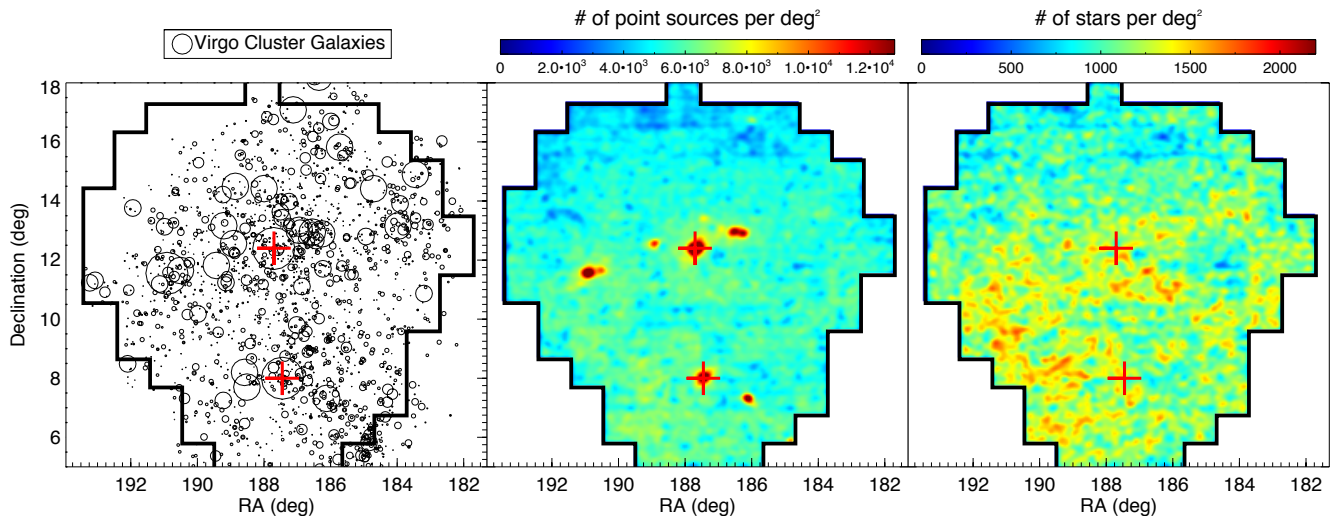 Virgo Cluster Galaxies
# of point sources per deg²
# of stars per deg²
0 2.0•10³ 4.0•10³ 6.0•10³ 8.0•10³ 1.0•10⁴ 1.2•10⁴
0 500 1000 1500 2000
Declination (deg)
18
16
14
12
10
8
6
192 190 188 186 184 182
192 190 188 186 184 182
192 190 188 186 184 182
RA (deg)
RA (deg)
RA (deg)